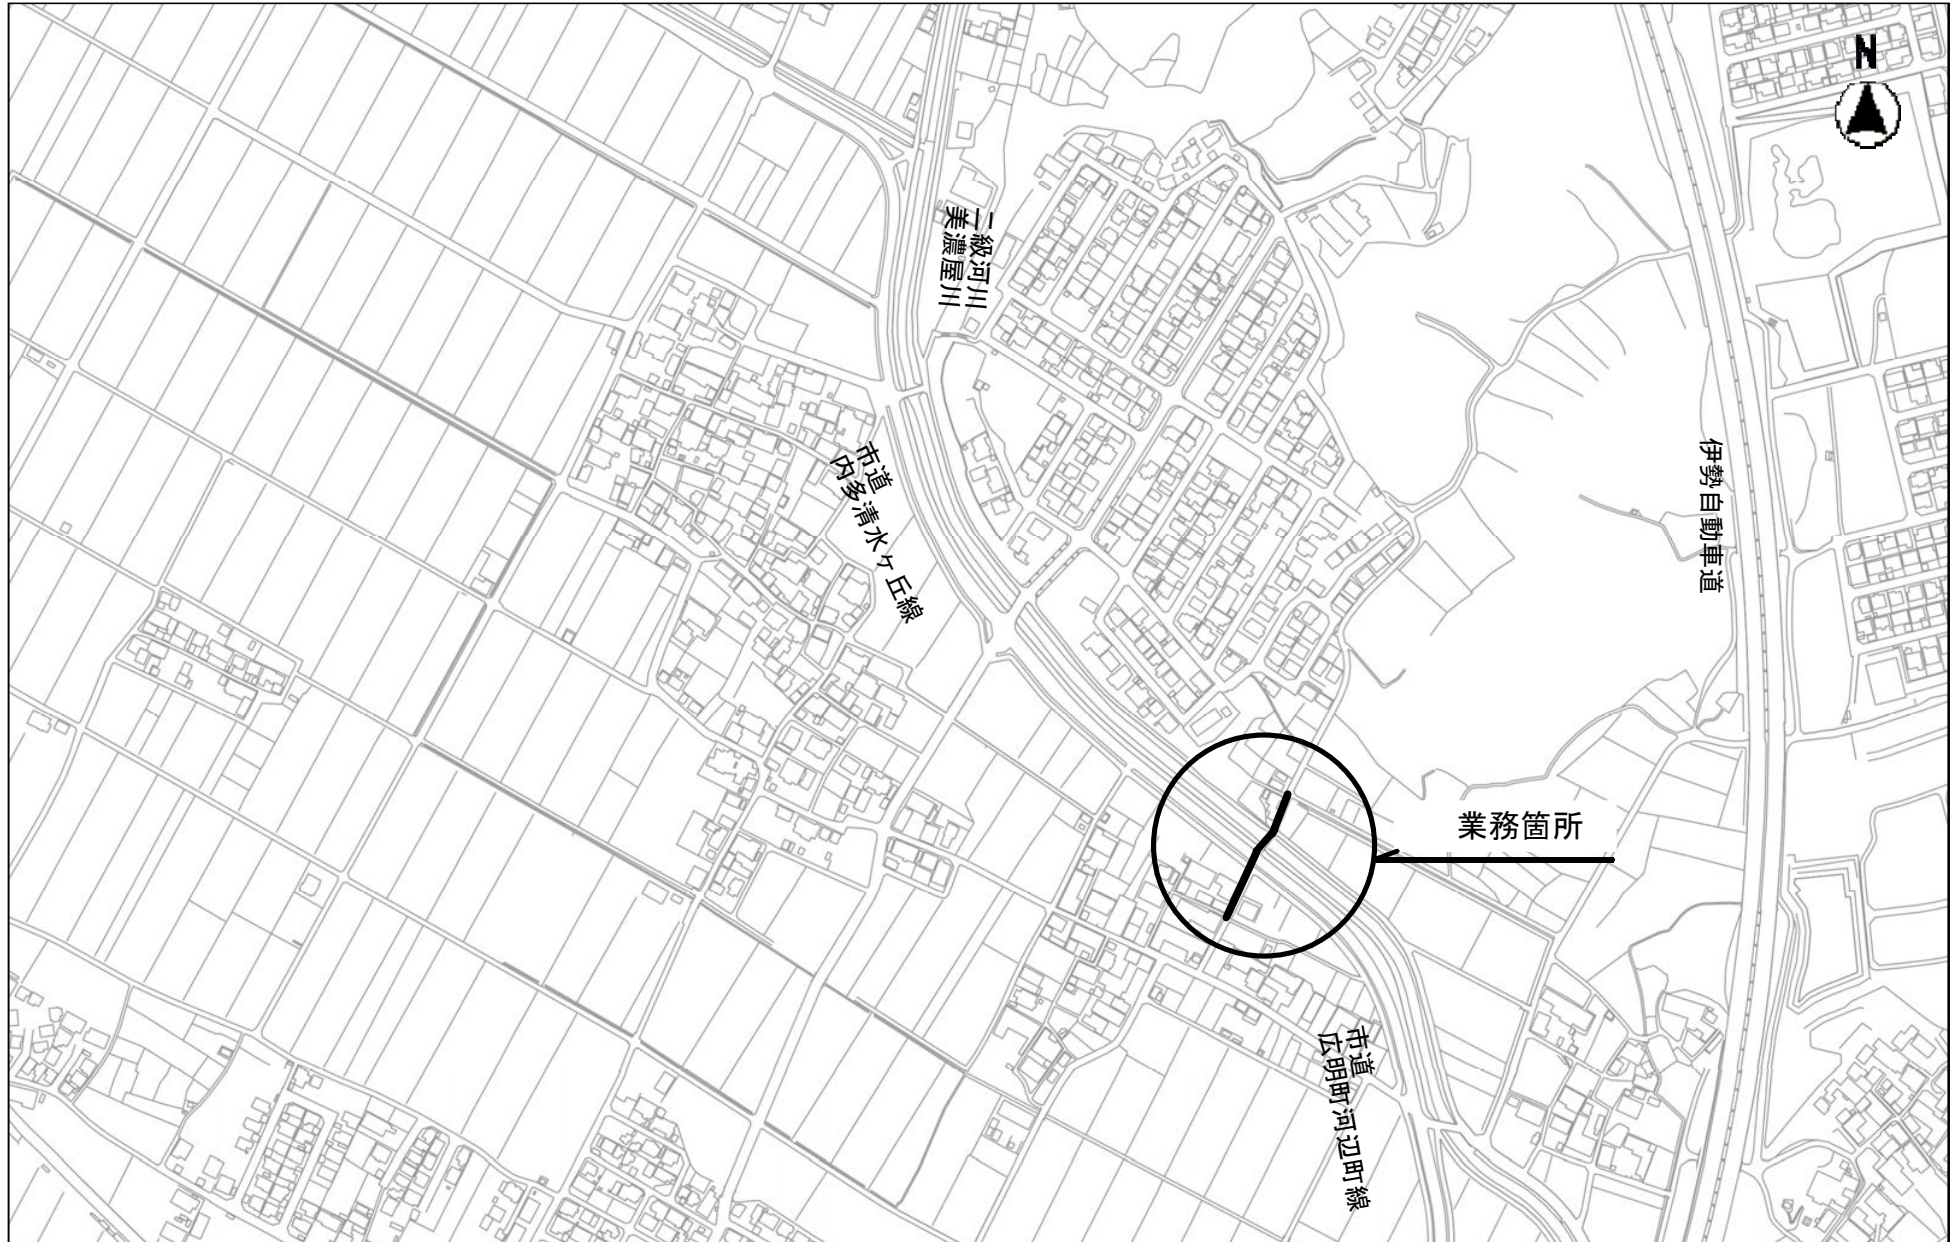 N
二級河川
美濃屋川
市道
内多清水ヶ丘線
伊勢自動車道
業務箇所
市道
広明町河辺町線